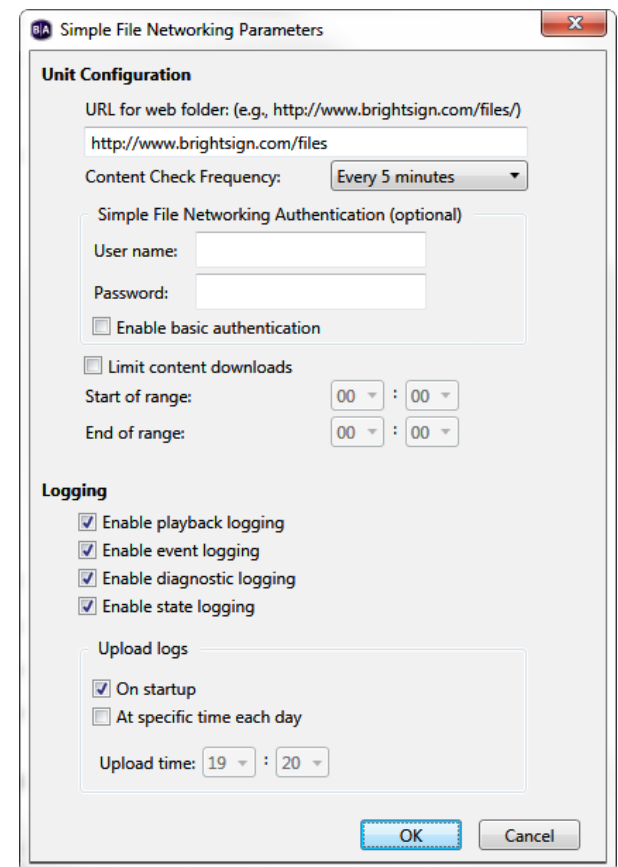 B|A Simple File Networking Parameters
Unit Configuration
URL for web folder: (e.g., http://www.brightsign.com/files/)
http://www.brightsign.com/files
Content Check Frequency: Every 5 minutes
Simple File Networking Authentication (optional)
User name:
Password:
Enable basic authentication
Limit content downloads
Start of range: 00 : 00
End of range: 00 : 00
Logging
Enable playback logging
Enable event logging
Enable diagnostic logging
Enable state logging
Upload logs
On startup
At specific time each day
Upload time: 19 : 20
OK Cancel